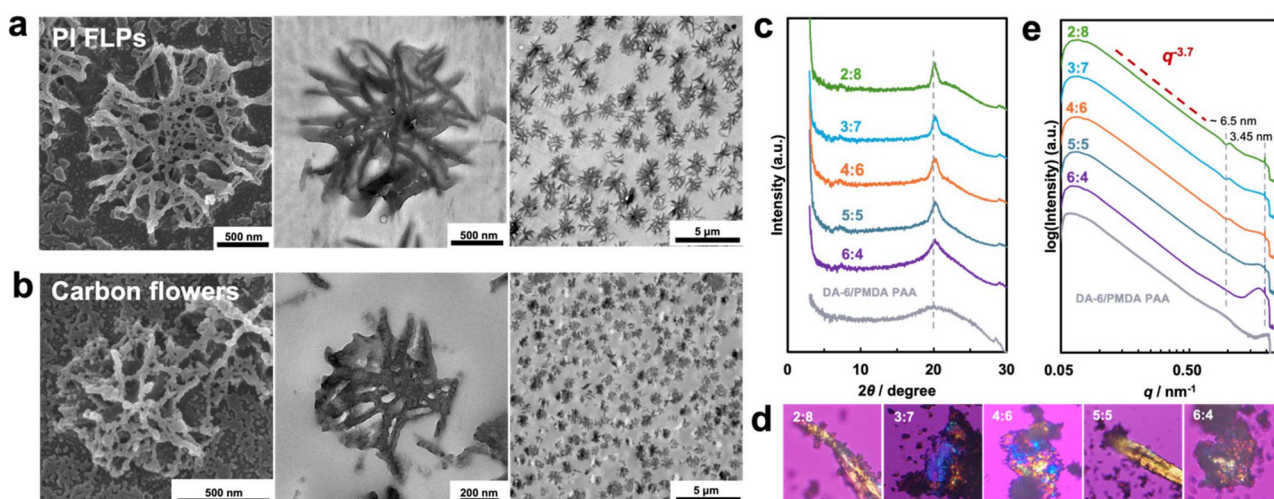 a
PI FLPs
500 nm
500 nm
5 μm
b
Carbon flowers
500 nm
200 nm
5 μm
c
Intensity (a.u.)
2:8
3:7
4:6
5:5
6:4
DA-6/PMDA PAA
0 10 20 30
2θ / degree
e
log(Intensity) (a.u.)
2:8
3:7
4:6
5:5
6:4
DA-6/PMDA PAA
q-3.7
~ 6.5 nm
3.45 nm
0.05 0.50
q / nm-1
d
2:8
3:7
4:6
5:5
6:4